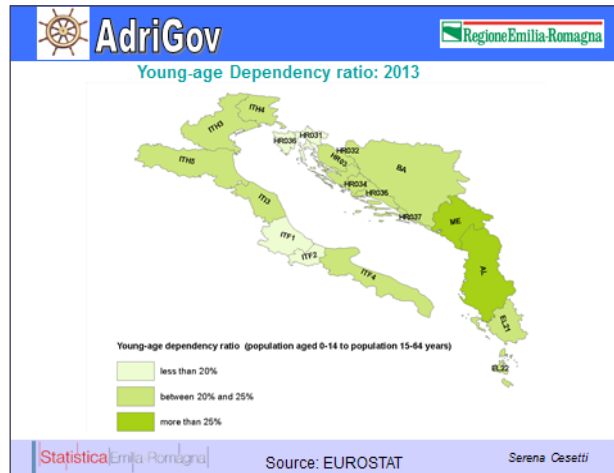 AdriGov
RegioneEmilia-Romagna
Young-age Dependency ratio: 2013
ITH4
ITH3
HR036
HR031
ITH5
HR032
HR03
BA
HR034
HR035
ITI3
HR037
ME
ITF1
ITF2
AL
ITF4
EL21
EL22
Young-age dependency ratio (population aged 0-14 to population 15-64 years)
less than 20%
between 20% and 25%
more than 25%
Statistica Emilia Romagna
Source: EUROSTAT
Serena Cesetti